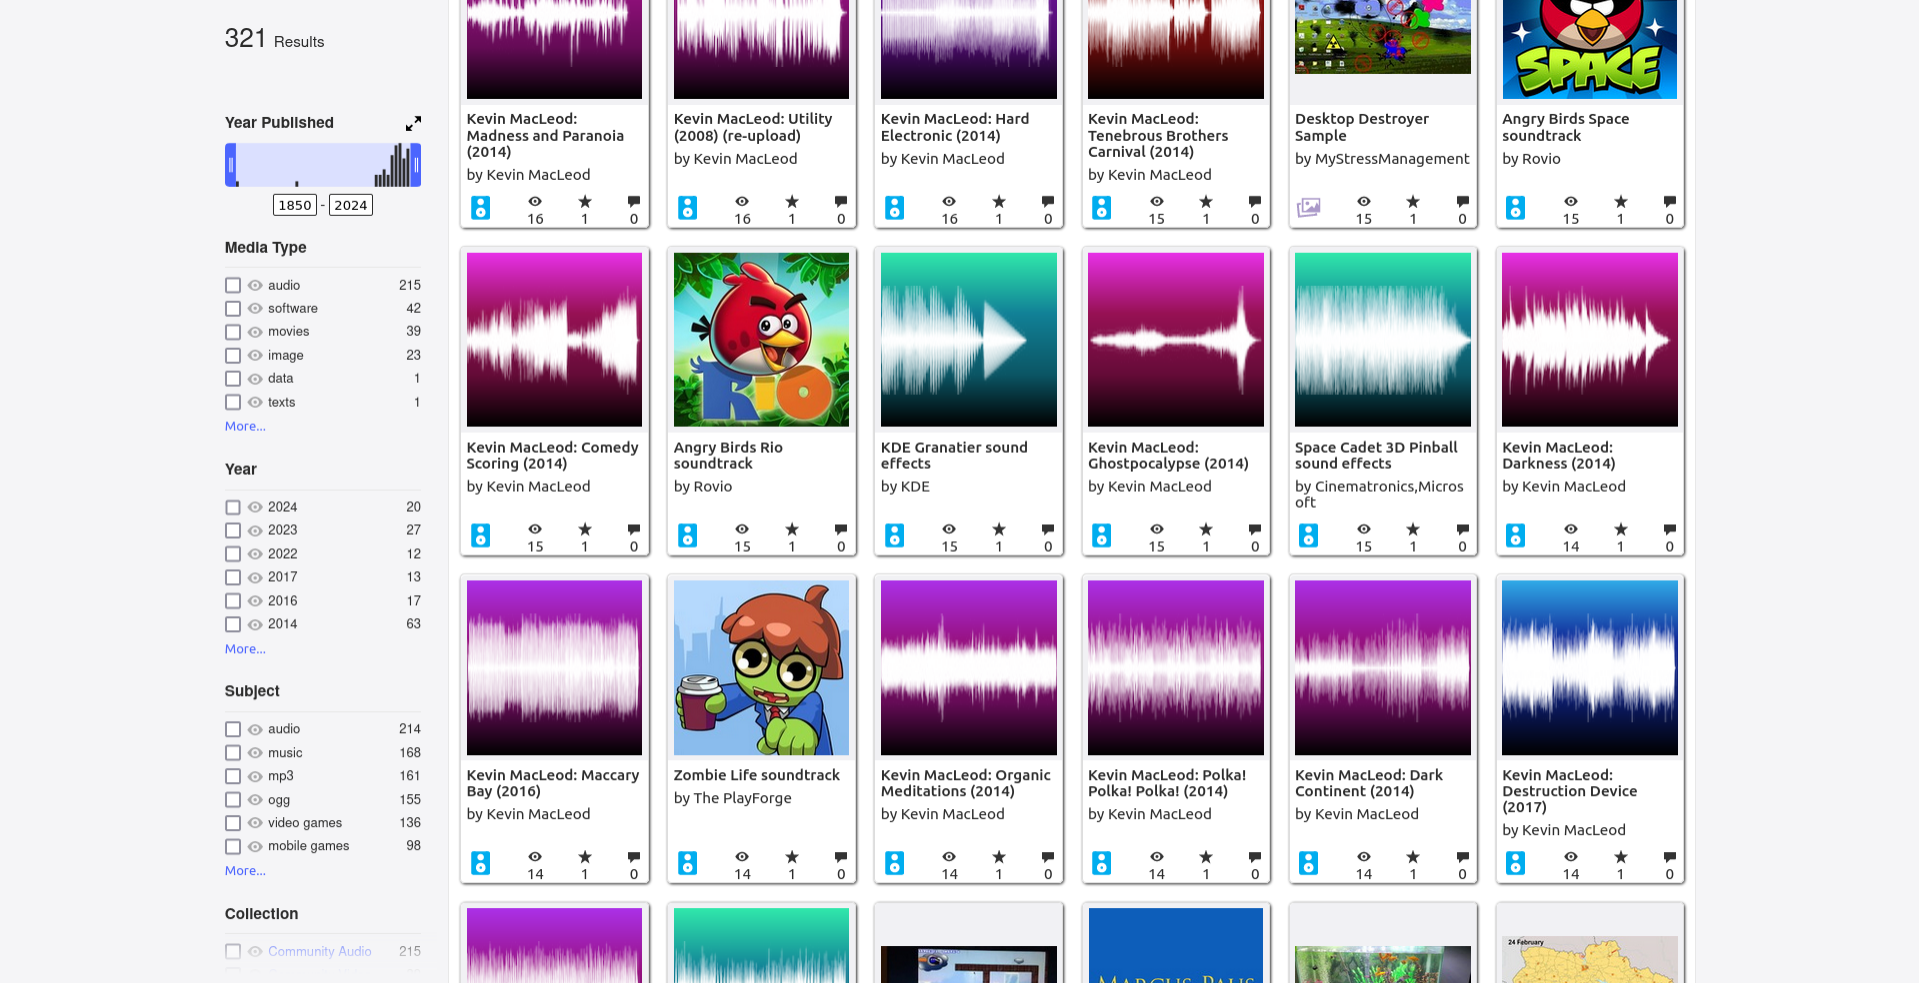 321 Results
Year Published
1850 - 2024
Media Type
audio 215
software 42
movies 39
image 23
data 1
texts 1
More...
Year
2024 20
2023 27
2022 12
2017 13
2016 17
2014 63
More...
Subject
audio 214
music 168
mp3 161
ogg 155
video games 136
mobile games 98
More...
Collection
Community Audio 215
Kevin MacLeod:
Madness and Paranoia
(2014)
by Kevin MacLeod
16 1 0
Kevin MacLeod: Utility
(2008) (re-upload)
by Kevin MacLeod
16 1 0
Kevin MacLeod: Hard
Electronic (2014)
by Kevin MacLeod
16 1 0
Kevin MacLeod:
Tenebrous Brothers
Carnival (2014)
by Kevin MacLeod
15 1 0
Desktop Destroyer
Sample
by MyStressManagement
15 1 0
SPACE
Angry Birds Space
soundtrack
by Rovio
15 1 0
Kevin MacLeod: Comedy
Scoring (2014)
by Kevin MacLeod
15 1 0
RIO
Angry Birds Rio
soundtrack
by Rovio
15 1 0
KDE Granatier sound
effects
by KDE
15 1 0
Kevin MacLeod:
Ghostpocalypse (2014)
by Kevin MacLeod
15 1 0
Space Cadet 3D Pinball
sound effects
by Cinematronics,Micros
oft
15 1 0
Kevin MacLeod:
Darkness (2014)
by Kevin MacLeod
14 1 0
Kevin MacLeod: Maccary
Bay (2016)
by Kevin MacLeod
14 1 0
Zombie Life soundtrack
by The PlayForge
14 1 0
Kevin MacLeod: Organic
Meditations (2014)
by Kevin MacLeod
14 1 0
Kevin MacLeod: Polka!
Polka! Polka! (2014)
by Kevin MacLeod
14 1 0
Kevin MacLeod: Dark
Continent (2014)
by Kevin MacLeod
14 1 0
Kevin MacLeod:
Destruction Device
(2017)
by Kevin MacLeod
14 1 0
MARCUS PAUS
24 February